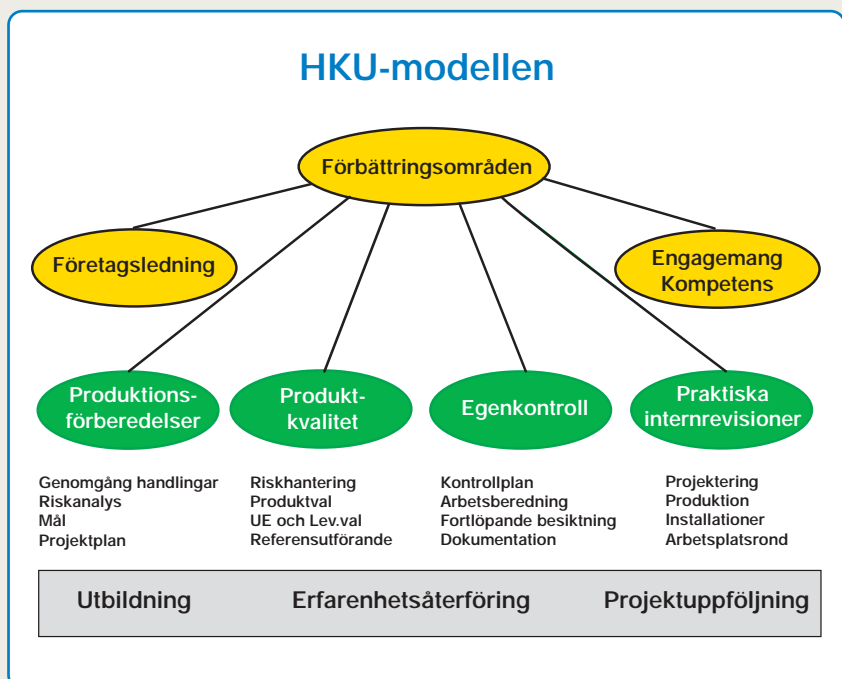 HKU-modellen
Förbättringsområden
Företagsledning
Engagemang
Kompetens
Produktions-
förberedelser
Produkt-
kvalitet
Egenkontroll
Praktiska
internrevisioner
Genomgång handlingar
Riskanalys
Mål
Projektplan
Riskhantering
Produktval
UE och Lev.val
Referensutförande
Kontrollplan
Arbetsberedning
Fortlöpande besiktning
Dokumentation
Projektering
Produktion
Installationer
Arbetsplatsrond
Utbildning
Erfarenhetsåterföring
Projektuppföljning